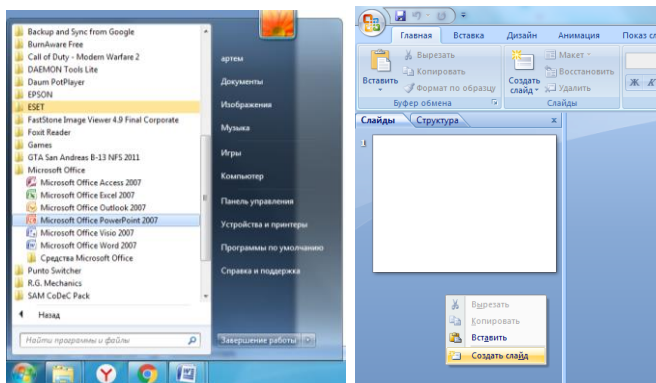 Backup and Sync from Google
BurnAware Free
Call of Duty - Modern Warfare 2
DAEMON Tools Lite
Daum PotPlayer
EPSON
ESET
FastStone Image Viewer 4.9 Final Corporate
Foxit Reader
Games
GTA San Andreas B-13 NFS 2011
Microsoft Office
Microsoft Office Access 2007
Microsoft Office Excel 2007
Microsoft Office Outlook 2007
Microsoft Office PowerPoint 2007
Microsoft Office Visio 2007
Microsoft Office Word 2007
Средства Microsoft Office
Punto Switcher
R.G. Mechanics
SAM CoDeC Pack
Назад
Найти программы и файлы
артем
Документы
Изображения
Музыка
Игры
Компьютер
Панель управления
Устройства и принтеры
Программы по умолчанию
Справка и поддержка
Завершение работы
Главная Вставка Дизайн Анимация Показ сл
Вставить
Вырезать
Копировать
Формат по образцу
Буфер обмена
Создать слайд
Макет
Восстановить
Удалить
Слайды
Ж К
Слайды Структура x
1
Вырезать
Копировать
Вставить
Создать слайд